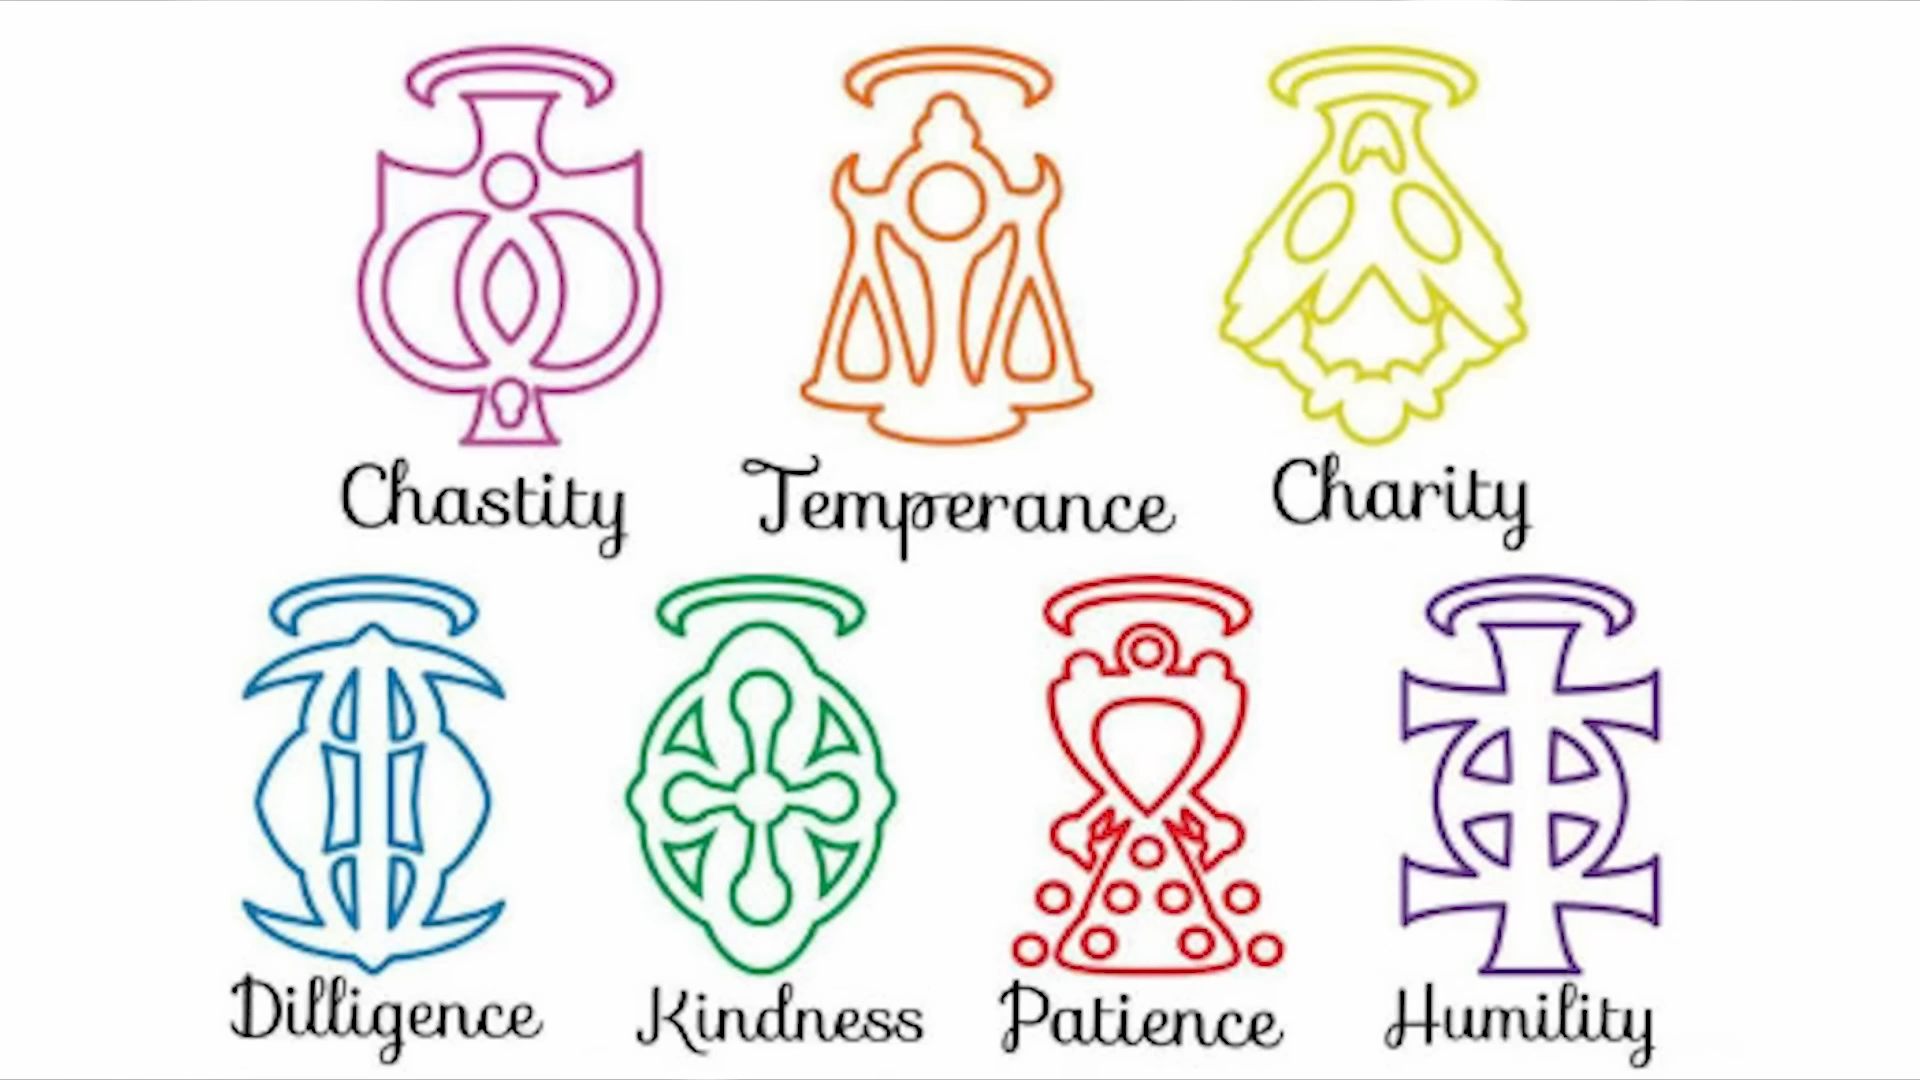 Chastity
Temperance
Charity
Dilligence
Kindness
Patience
Humility